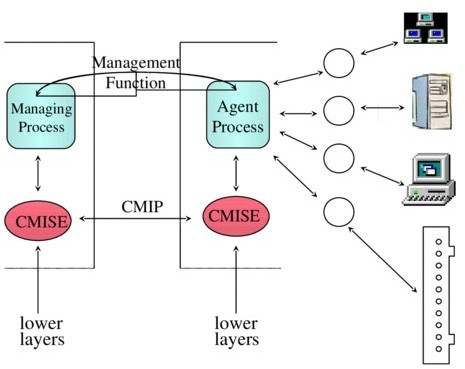 Management
Function
Managing
Process
Agent
Process
CMISE
CMIP
CMISE
lower
layers
lower
layers